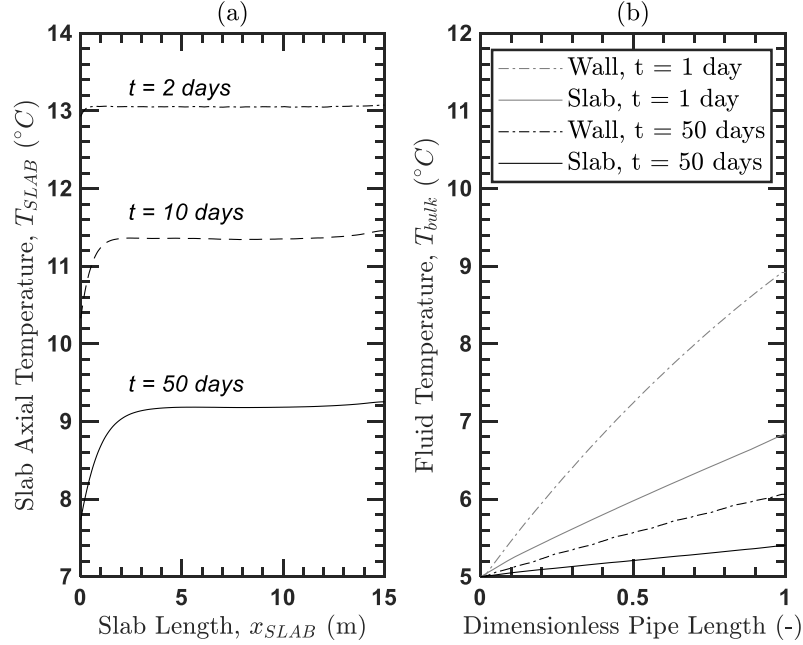 (a)
14
13
12
11
10
9
8
7
0
5
10
15
Slab Axial Temperature, T_SLAB (°C)
Slab Length, x_SLAB (m)
t = 2 days
t = 10 days
t = 50 days
(b)
12
11
10
9
8
7
6
5
0
0.5
1
Fluid Temperature, T_bulk (°C)
Dimensionless Pipe Length (-)
Wall, t = 1 day
Slab, t = 1 day
Wall, t = 50 days
Slab, t = 50 days